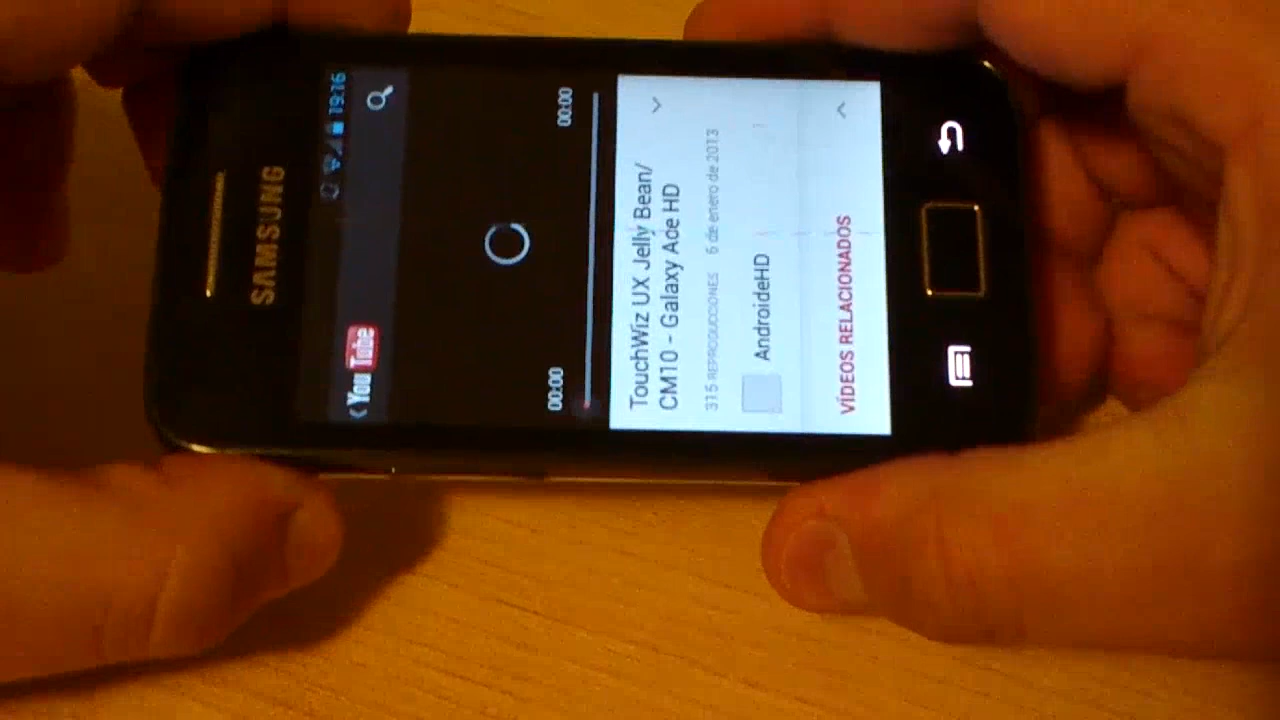 SAMSUNG
19:16
YouTube
00:00
00:00
TouchWiz UX Jelly Bean/
CM10 - Galaxy Ace HD
315 REPRODUCCIONES 6 de enero de 2013
AndroideHD
VÍDEOS RELACIONADOS